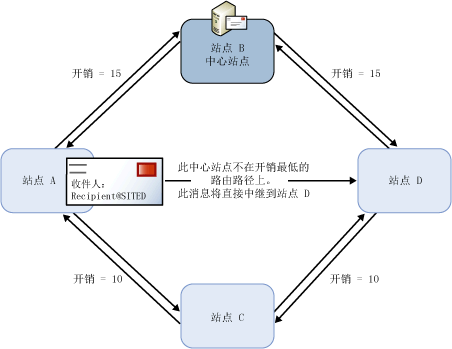 站点 B
中心站点
开销 = 15
开销 = 15
站点 A
收件人：
Recipient@SITED
此中心站点不在开销最低的
路由路径上。
此消息将直接中继到站点 D
站点 D
开销 = 10
开销 = 10
站点 C